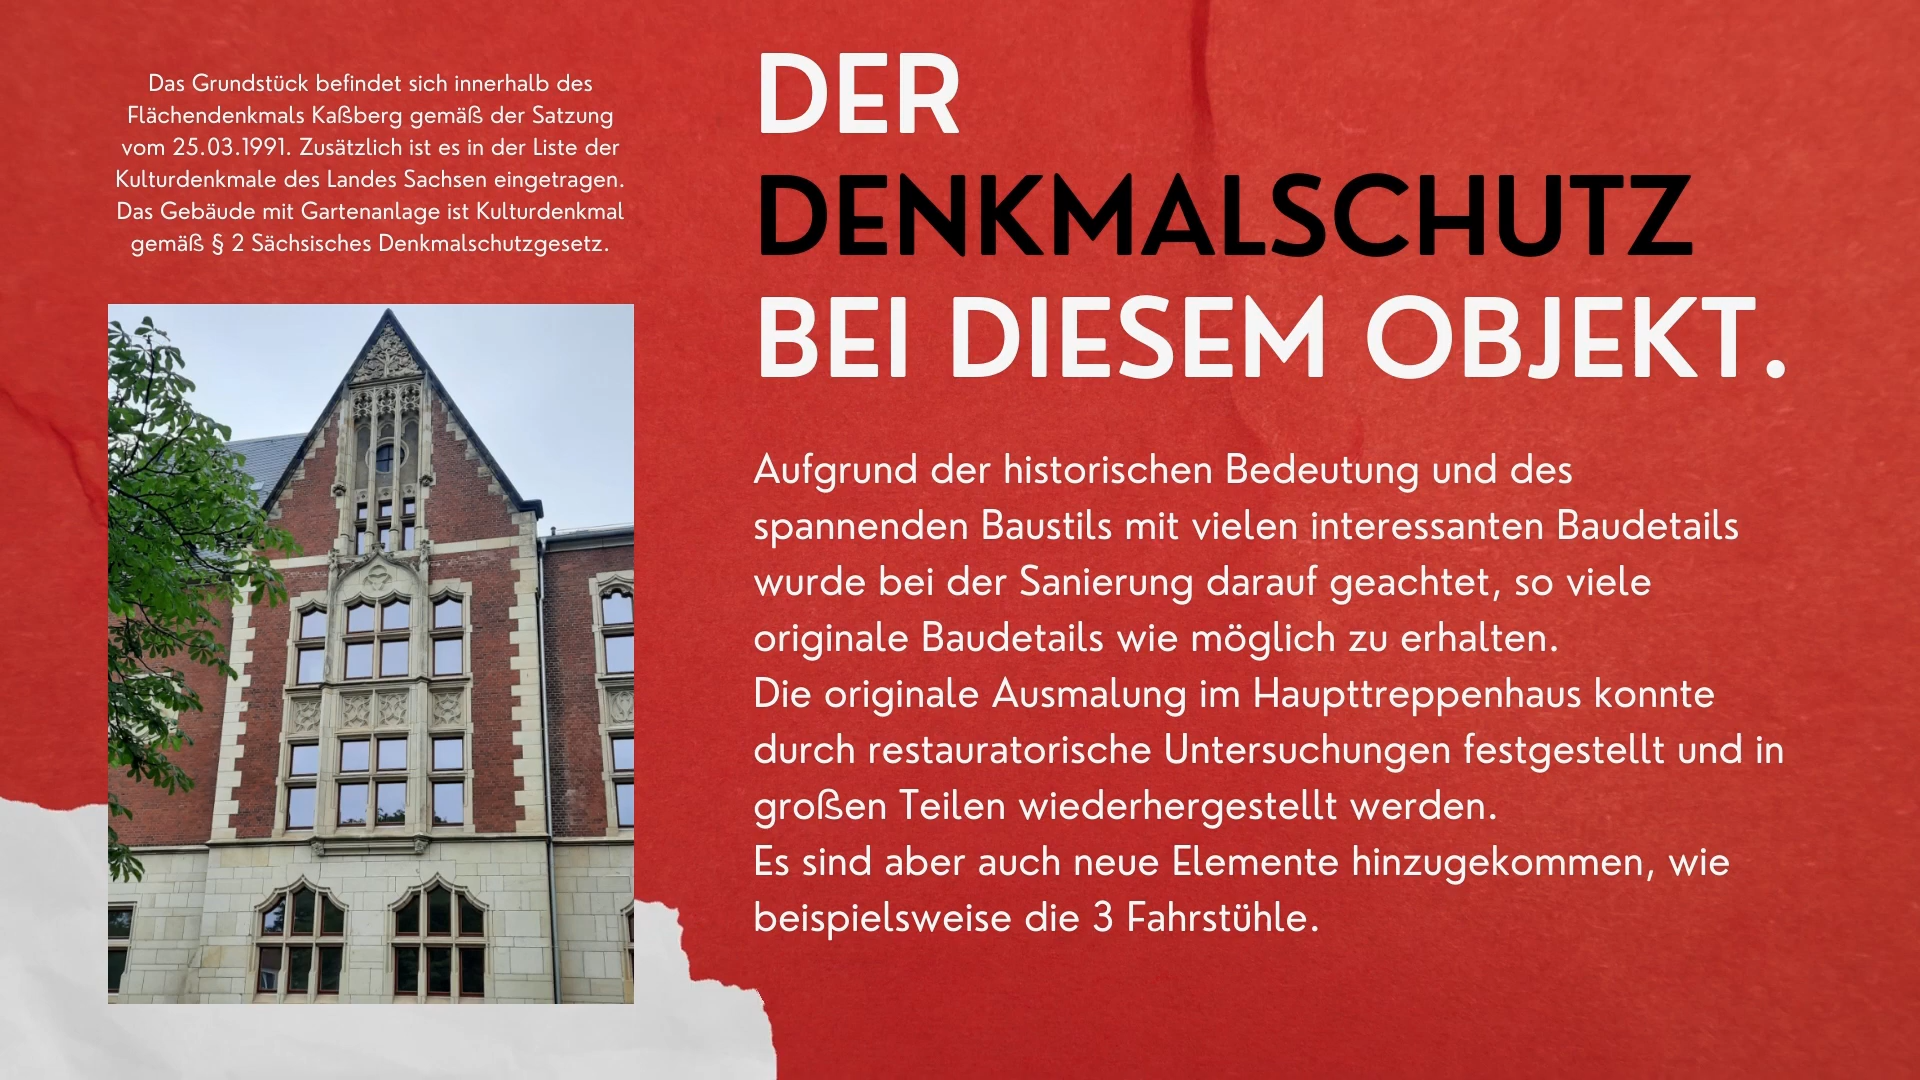 Das Grundstück befindet sich innerhalb des
Flächendenkmals Kaßberg gemäß der Satzung
vom 25.03.1991. Zusätzlich ist es in der Liste der
Kulturdenkmale des Landes Sachsen eingetragen.
Das Gebäude mit Gartenanlage ist Kulturdenkmal
gemäß § 2 Sächsisches Denkmalschutzgesetz.
DER
DENKMALSCHUTZ
BEI DIESEM OBJEKT.
Aufgrund der historischen Bedeutung und des
spannenden Baustils mit vielen interessanten Baudetails
wurde bei der Sanierung darauf geachtet, so viele
originale Baudetails wie möglich zu erhalten.
Die originale Ausmalung im Haupttreppenhaus konnte
durch restauratorische Untersuchungen festgestellt und in
großen Teilen wiederhergestellt werden.
Es sind aber auch neue Elemente hinzugekommen, wie
beispielsweise die 3 Fahrstühle.